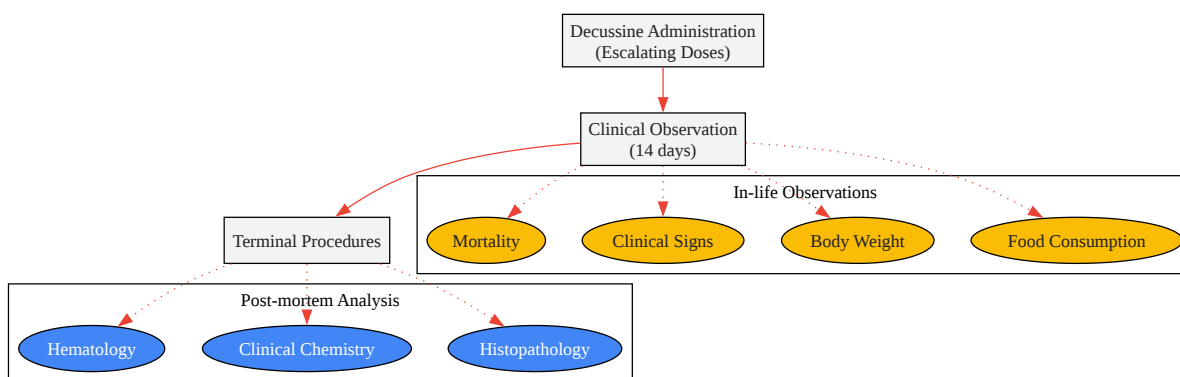 Decussine Administration
(Escalating Doses)
Clinical Observation
(14 days)
In-life Observations
Mortality
Clinical Signs
Body Weight
Food Consumption
Terminal Procedures
Post-mortem Analysis
Hematology
Clinical Chemistry
Histopathology